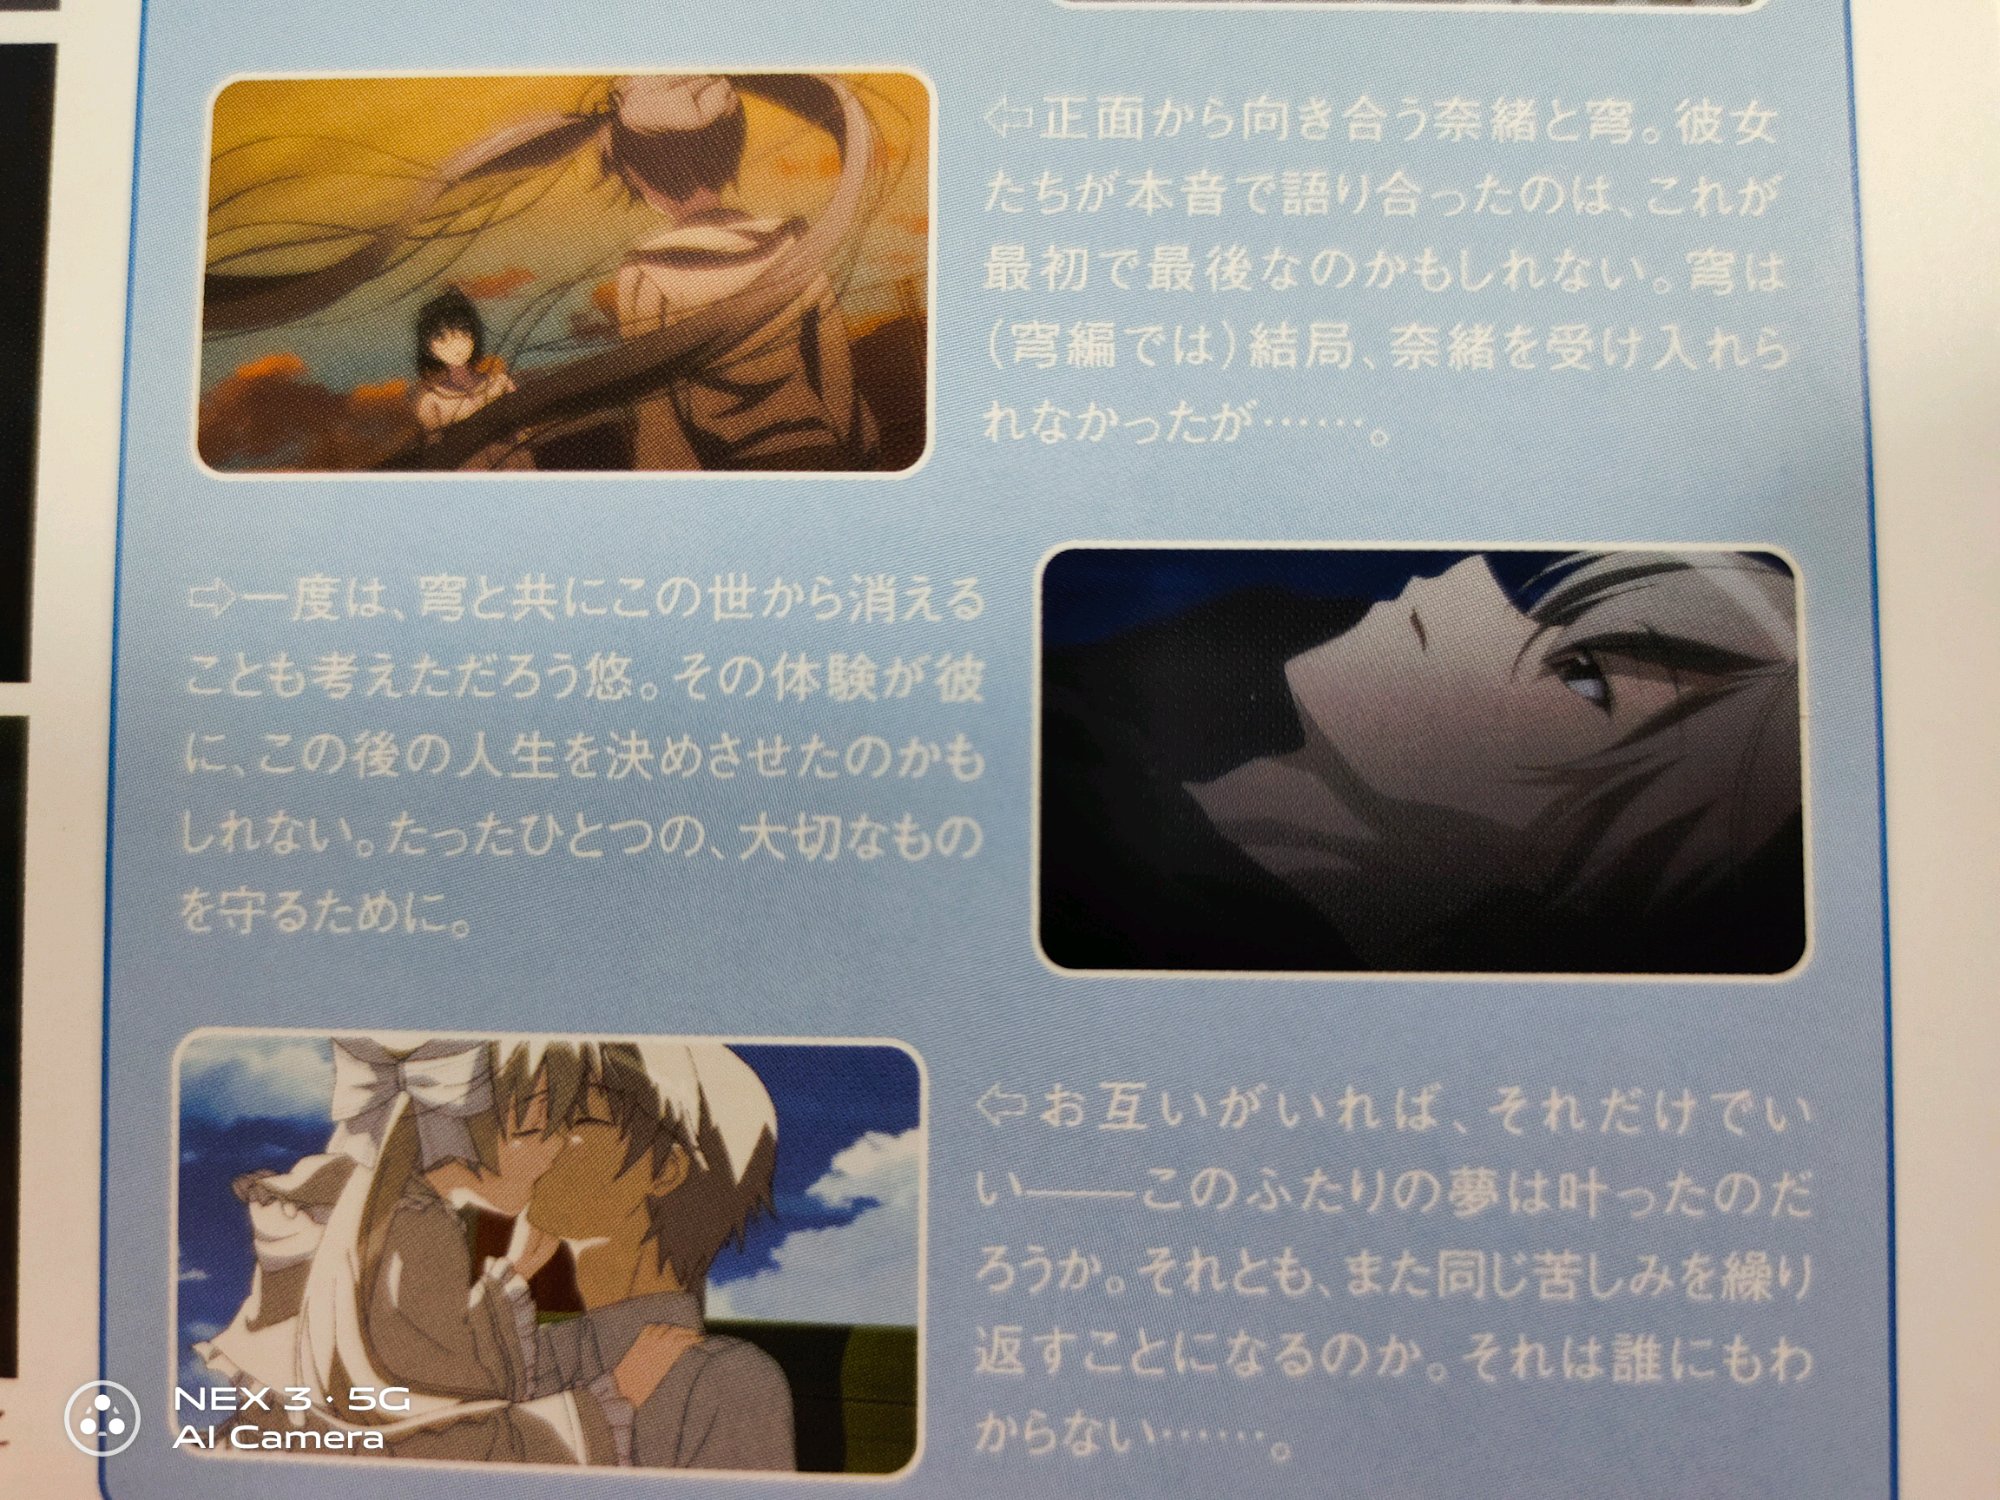 ⇦正面から向き合う奈緒と穹。彼女
たちが本音で語り合ったのは、これが
最初で最後なのかもしれない。穹は
（穹編では）結局、奈緒を受け入れら
れなかったが……。
⇨一度は、穹と共にこの世から消える
ことも考えただろう悠。その体験が彼
に、この後の人生を決めさせたのかも
しれない。たったひとつの、大切なもの
を守るために。
⇦お互いがいれば、それだけでい
い――このふたりの夢は叶ったのだ
ろうか。それとも、また同じ苦しみを繰り
返すことになるのか。それは誰にもわ
からない……。
NEX 3·5G
AI Camera